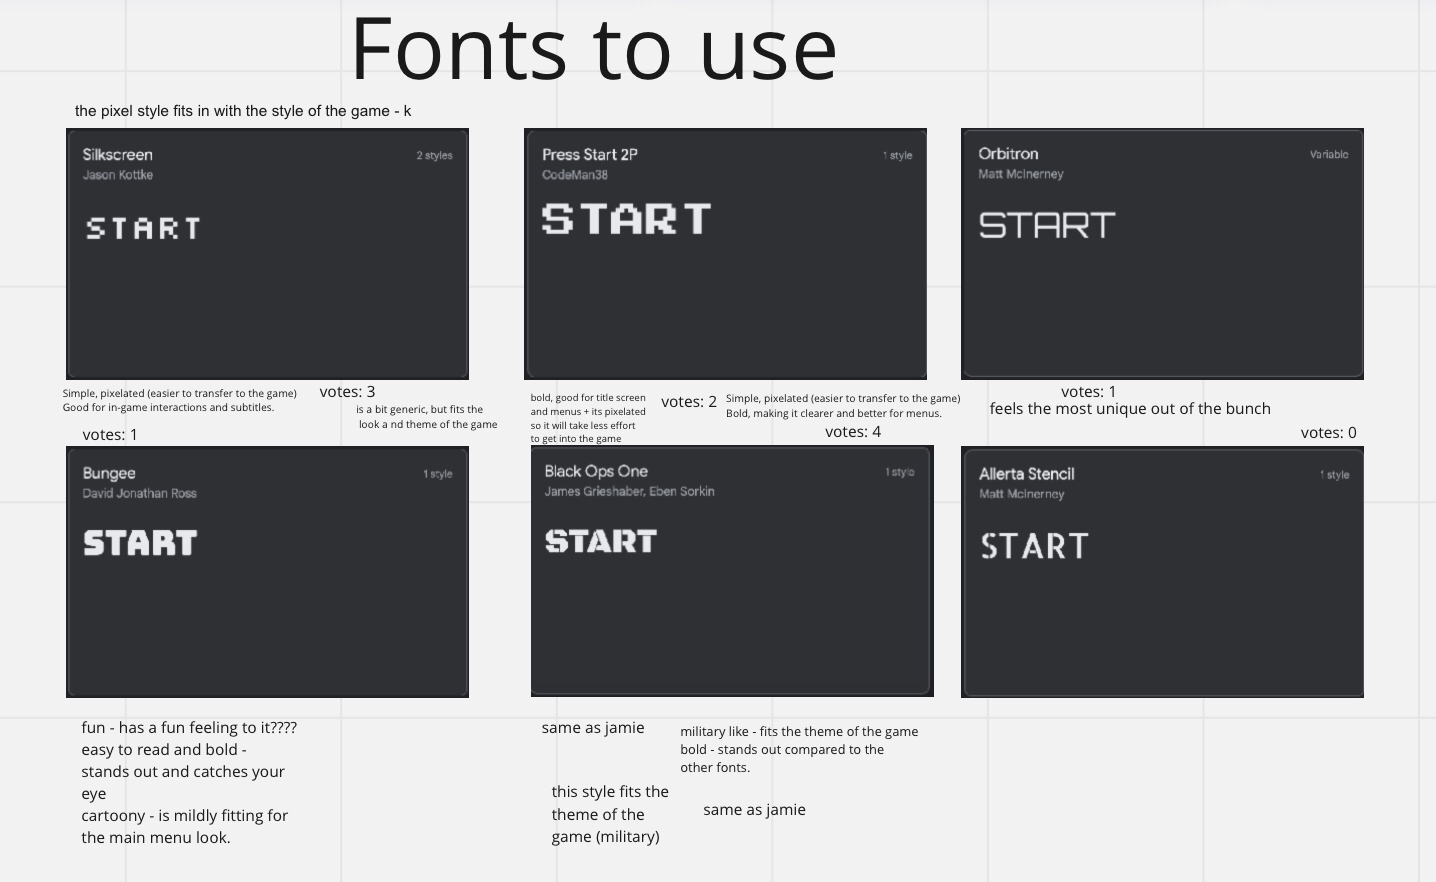 Fonts to use
the pixel style fits in with the style of the game - k
Silkscreen
2 styles
Jason Kottke
START
Press Start 2P
1 style
CodeMan38
START
Orbitron
Variable
Matt McInerney
START
Simple, pixelated (easier to transfer to the game)
Good for in-game interactions and subtitles.
votes: 3
is a bit generic, but fits the
look a nd theme of the game
bold, good for title screen
and menus + its pixelated
so it will take less effort
to get into the game
votes: 2
Simple, pixelated (easier to transfer to the game)
Bold, making it clearer and better for menus.
votes: 1
feels the most unique out of the bunch
votes: 1
Bungee
1 style
David Jonathan Ross
START
votes: 4
Black Ops One
1 style
James Grieshaber, Eben Sorkin
START
votes: 0
Allerta Stencil
1 style
Matt McInerney
START
fun - has a fun feeling to it????
easy to read and bold -
stands out and catches your
eye
cartoony - is mildly fitting for
the main menu look.
same as jamie
military like - fits the theme of the game
bold - stands out compared to the
other fonts.
this style fits the
theme of the
game (military)
same as jamie